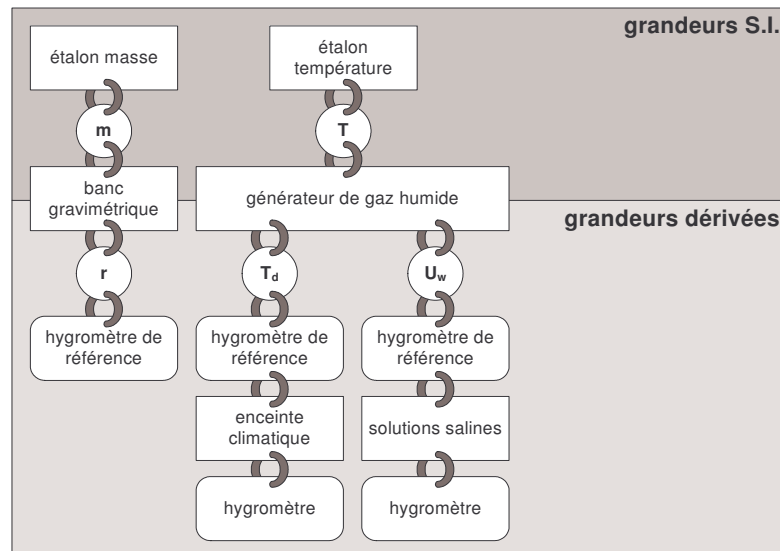 grandeurs S.I.
étalon masse
étalon
température
m
T
banc
gravimétrique
générateur de gaz humide
grandeurs dérivées
r
Td
Uw
hygromètre de
référence
hygromètre de
référence
hygromètre de
référence
enceinte
climatique
solutions salines
hygromètre
hygromètre